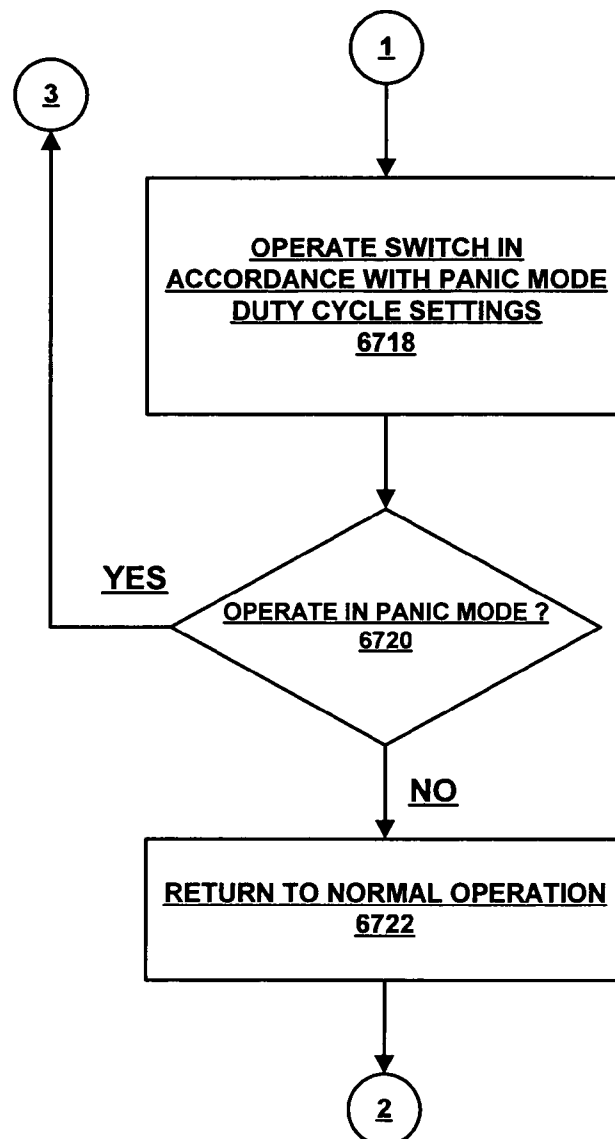 1
3
OPERATE SWITCH IN
ACCORDANCE WITH PANIC MODE
DUTY CYCLE SETTINGS
6718
YES
OPERATE IN PANIC MODE ?
6720
NO
RETURN TO NORMAL OPERATION
6722
2